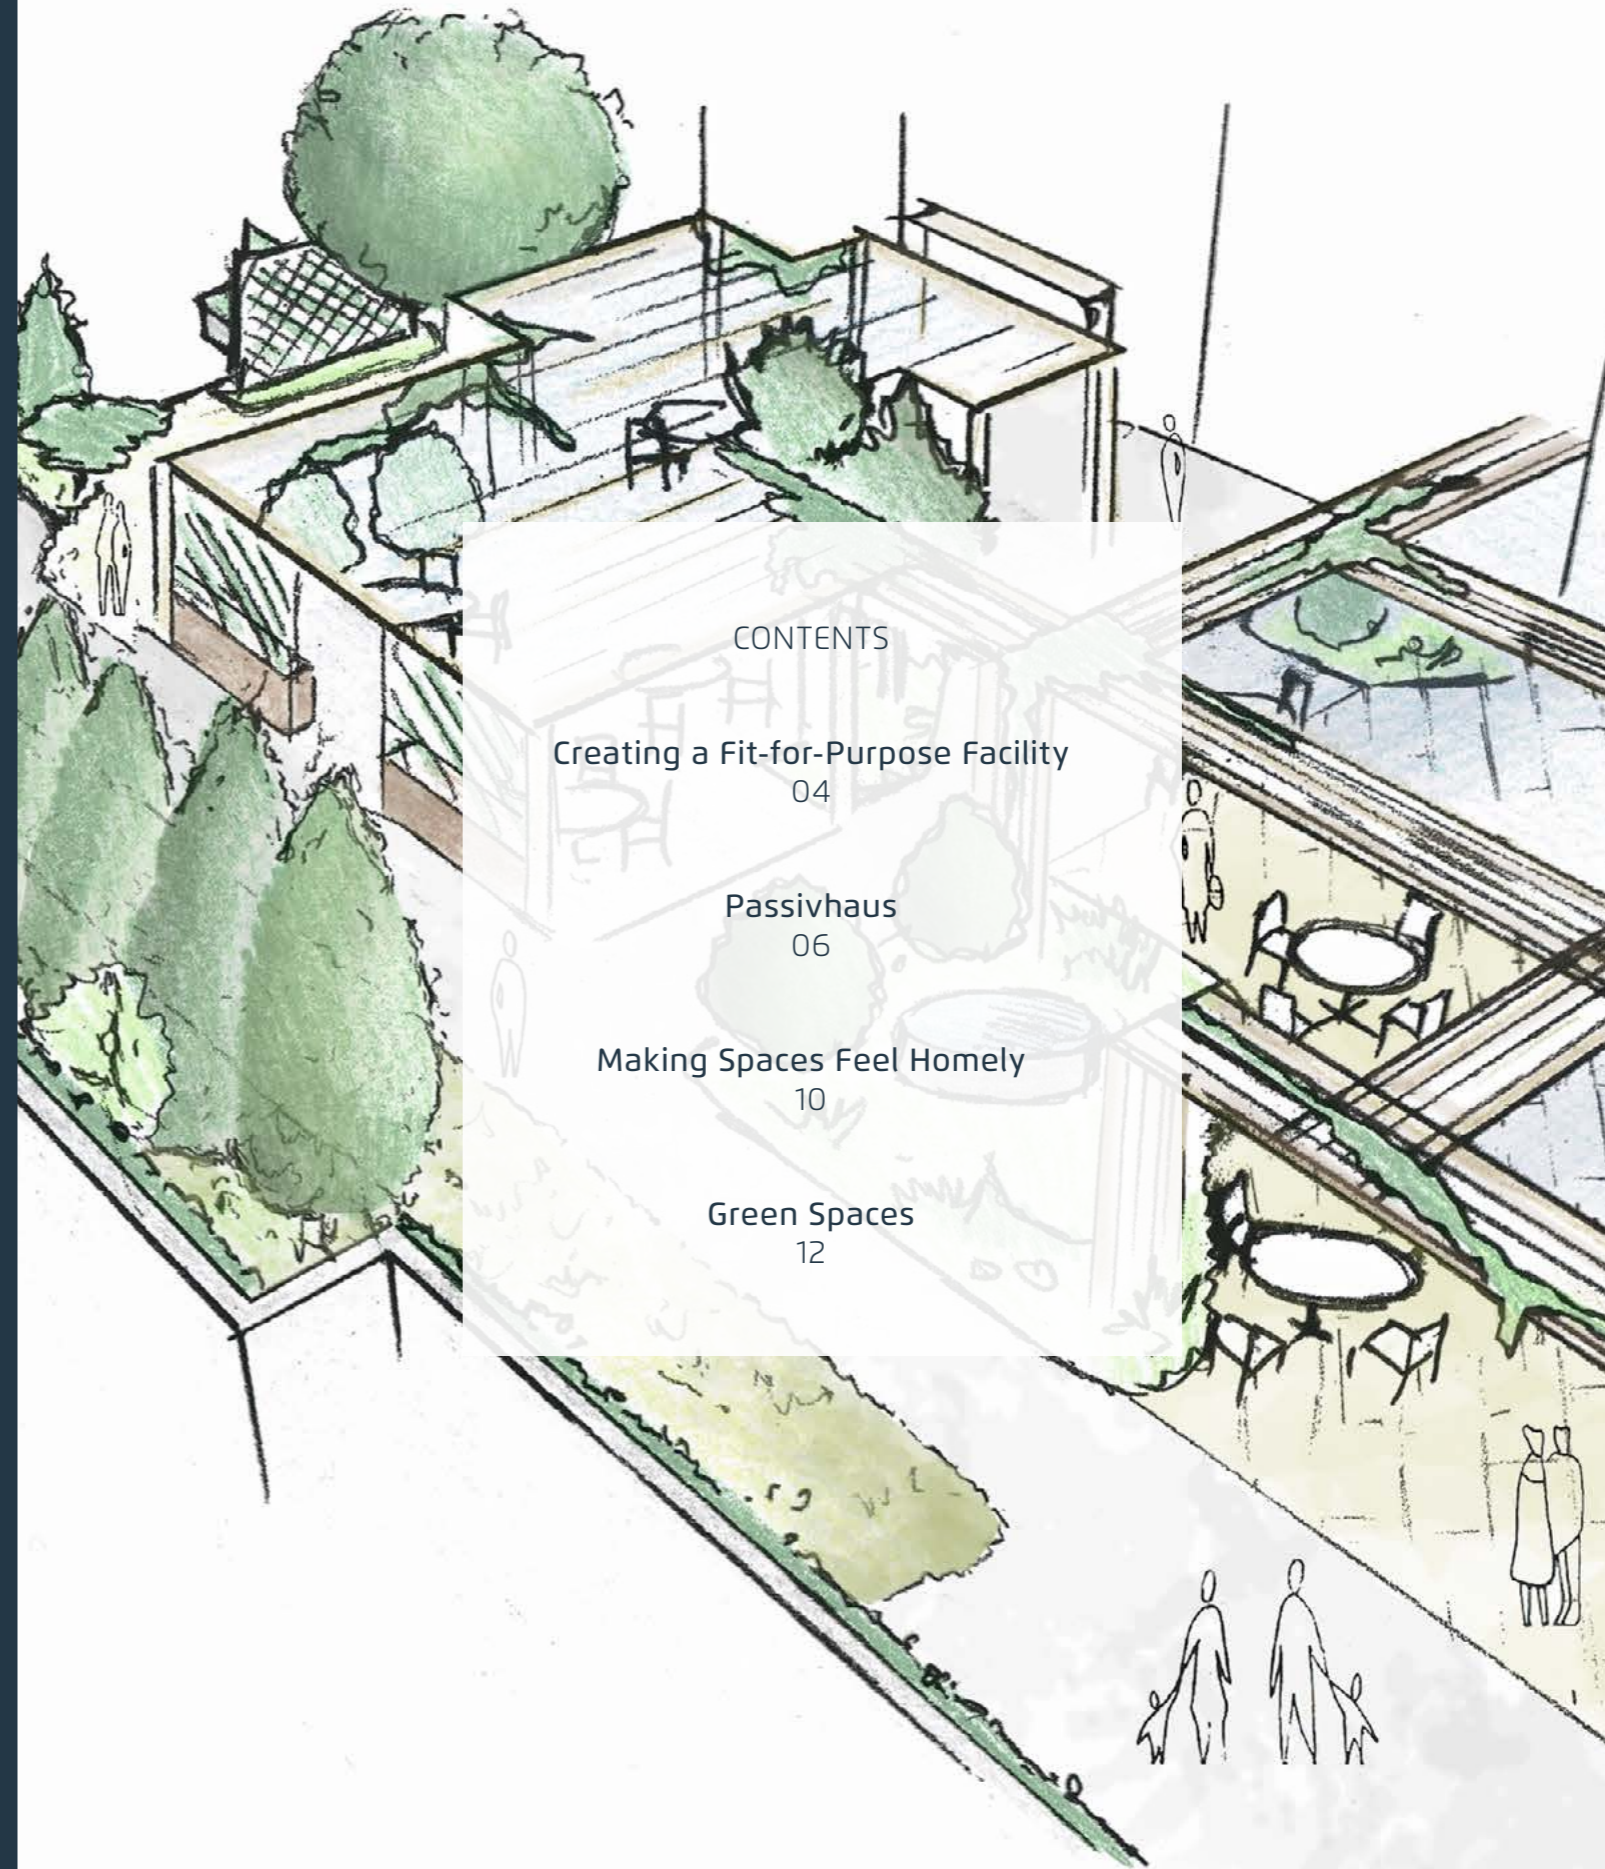 CONTENTS
Creating a Fit-for-Purpose Facility
04
Passivhaus
06
Making Spaces Feel Homely
10
Green Spaces
12